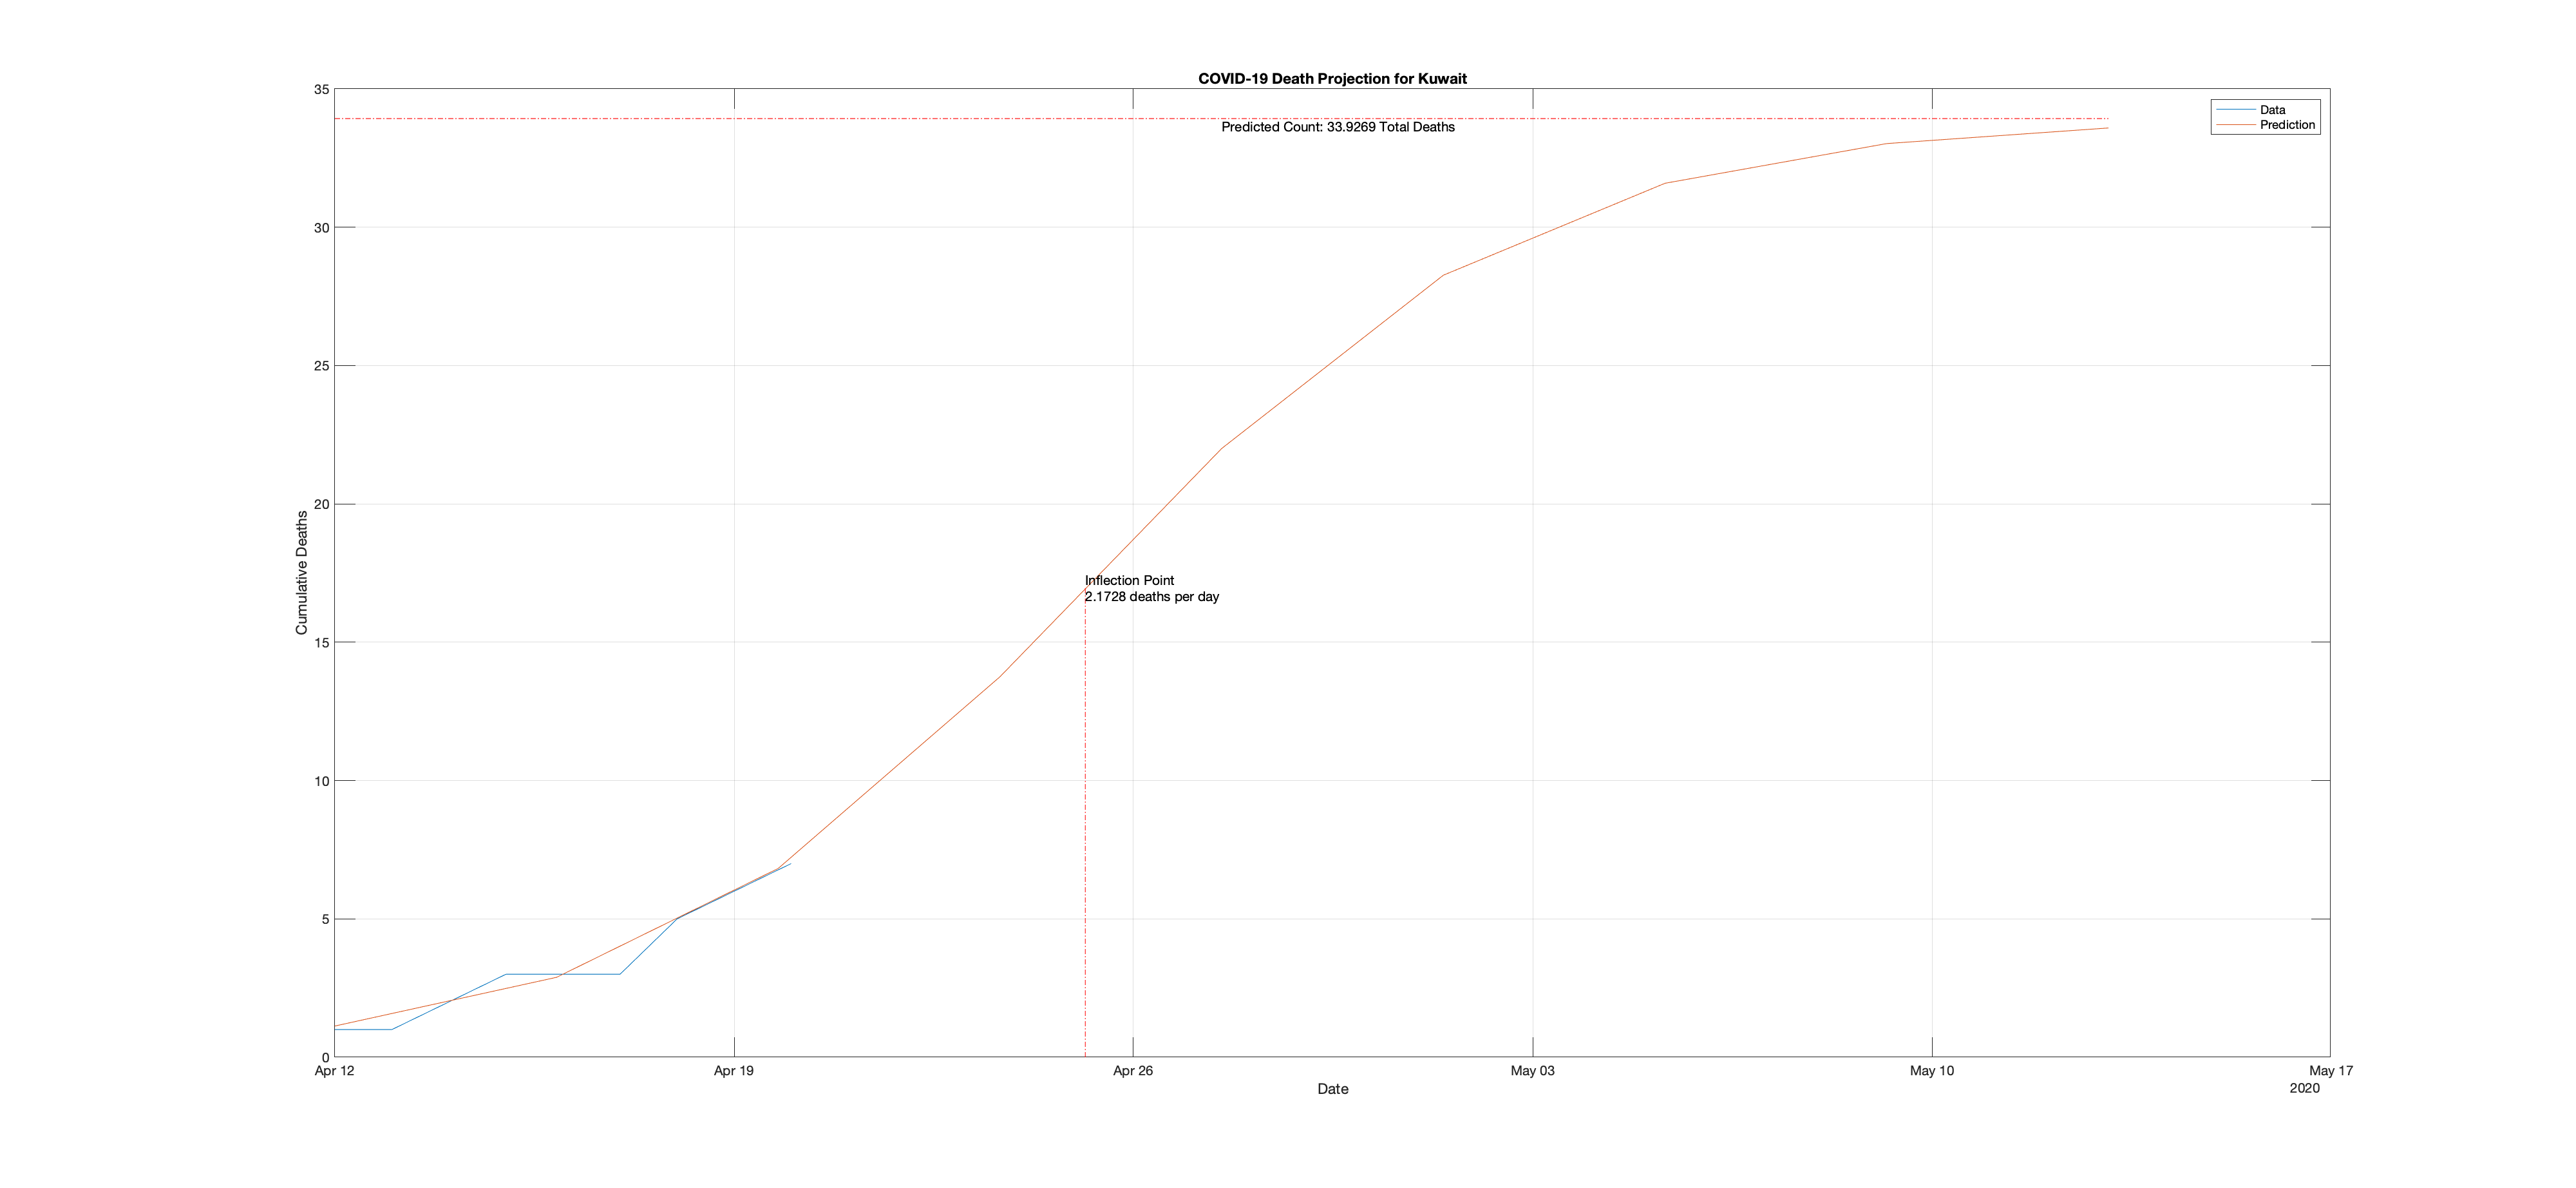 COVID-19 Death Projection for Kuwait
35
30
25
20
15
10
5
0
Cumulative Deaths
Predicted Count: 33.9269 Total Deaths
Data
Prediction
Inflection Point
2.1728 deaths per day
Apr 12
Apr 19
Apr 26
May 03
May 10
May 17
2020
Date